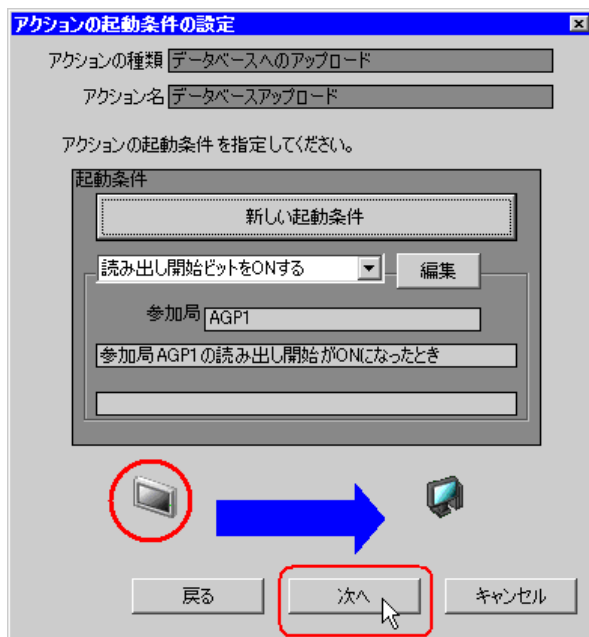 アクションの起動条件の設定
アクションの種類 データベースへのアップロード
アクション名 データベースアップロード
アクションの起動条件を指定してください。
起動条件
新しい起動条件
読み出し開始ビットをONする 編集
参加局 AGP1
参加局AGP1の読み出し開始がONになったとき
戻る 次へ キャンセル